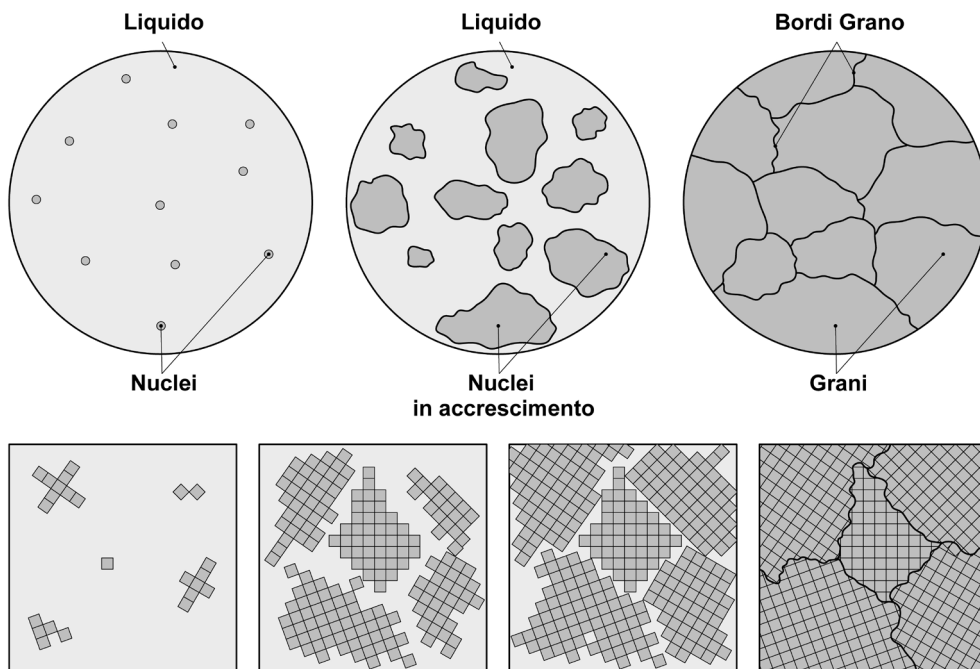 Liquido
Liquido
Bordi Grano
Nuclei
Nuclei
in accrescimento
Grani